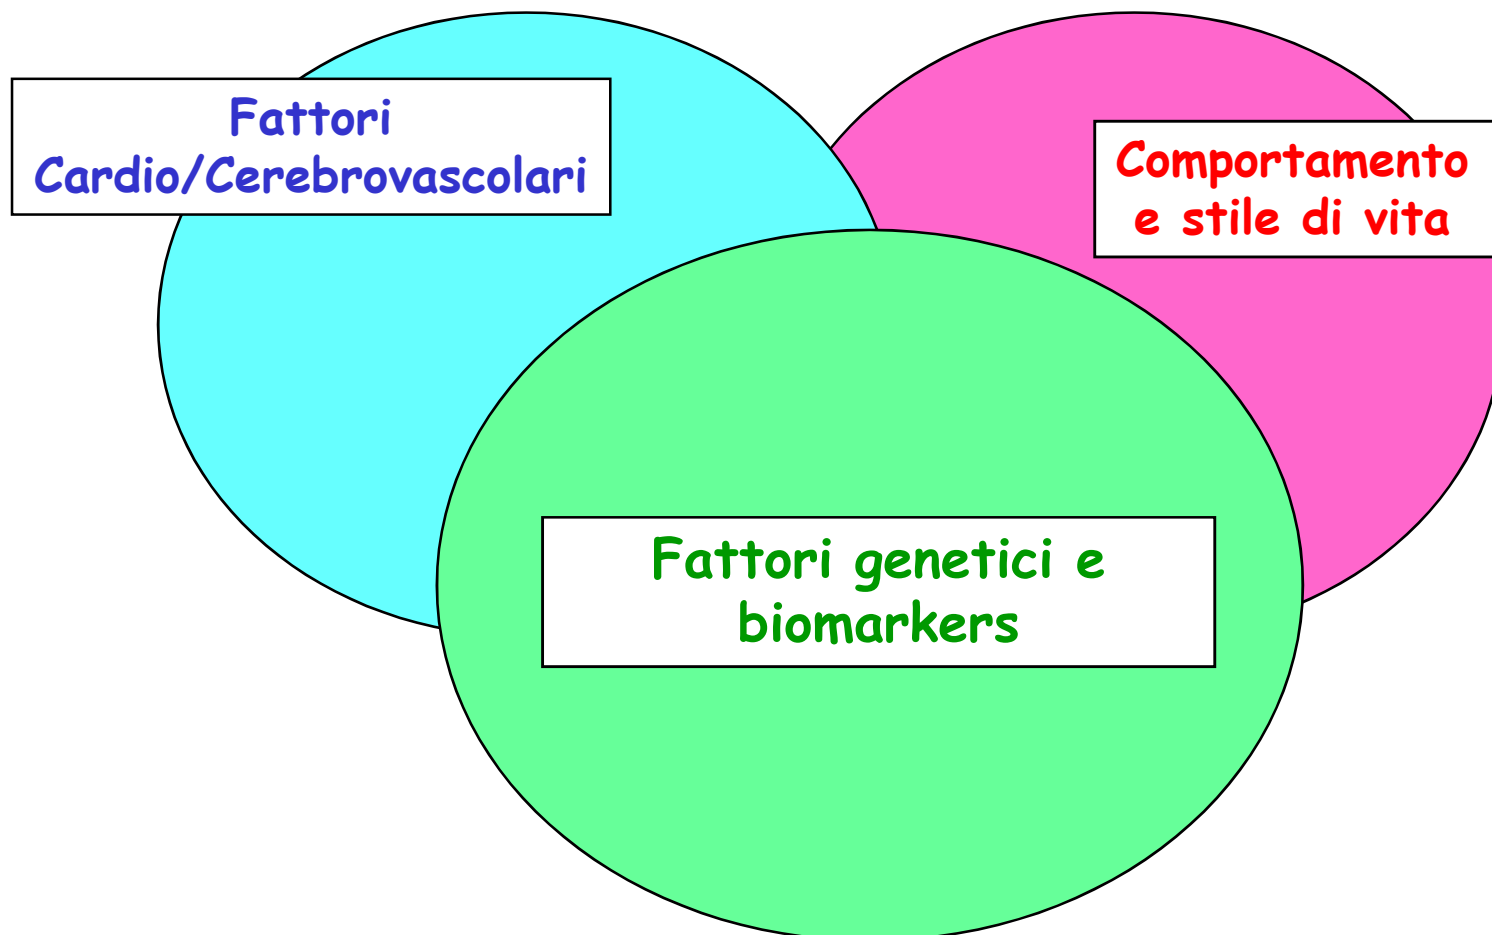 Fattori
Cardio/Cerebrovascolari
Comportamento
e stile di vita
Fattori genetici e
biomarkers